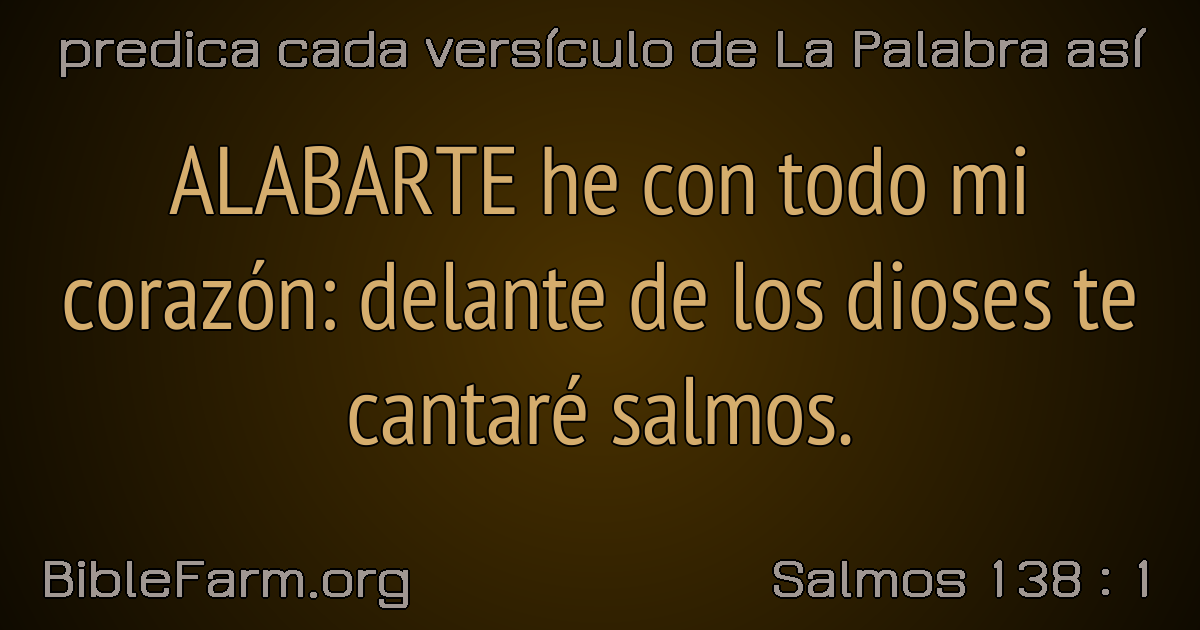 predica cada versículo de La Palabra así
ALABARTE he con todo mi
corazón: delante de los dioses te
cantaré salmos.
BibleFarm.org
Salmos 138 : 1